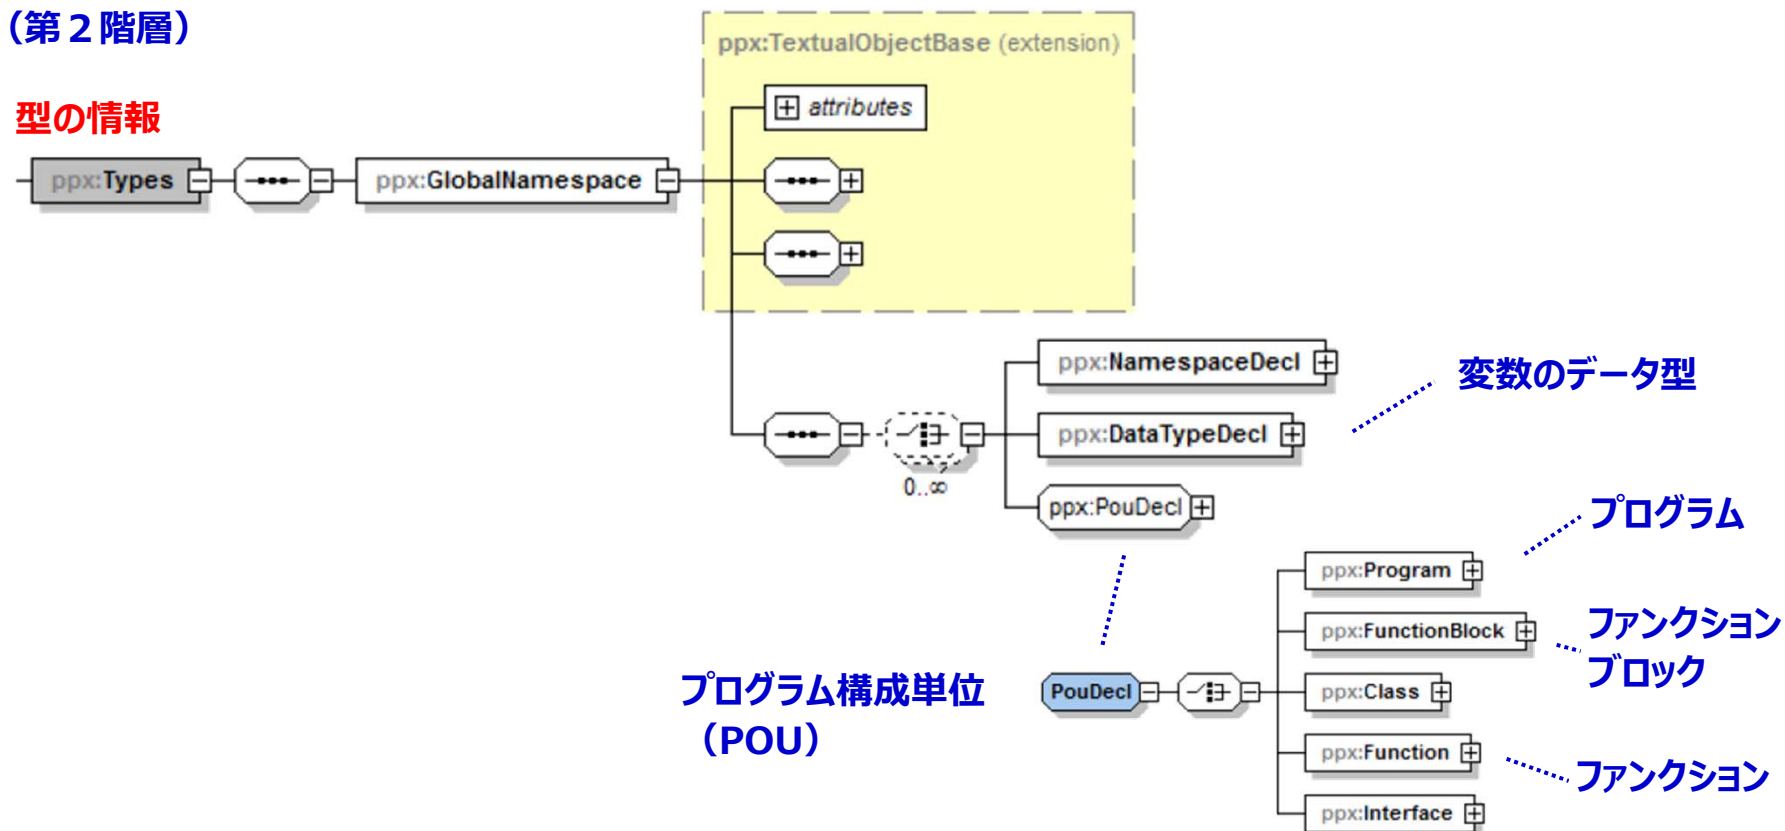 （第２階層）
ppx:TextualObjectBase (extension)
attributes
型の情報
ppx:Types
ppx:GlobalNamespace
ppx:NamespaceDecl
変数のデータ型
ppx:DataTypeDecl
0..∞
ppx:PouDecl
プログラム
ppx:Program
ファンクション
ブロック
ppx:FunctionBlock
プログラム構成単位
（POU）
PouDecl
ppx:Class
ppx:Function
ファンクション
ppx:Interface